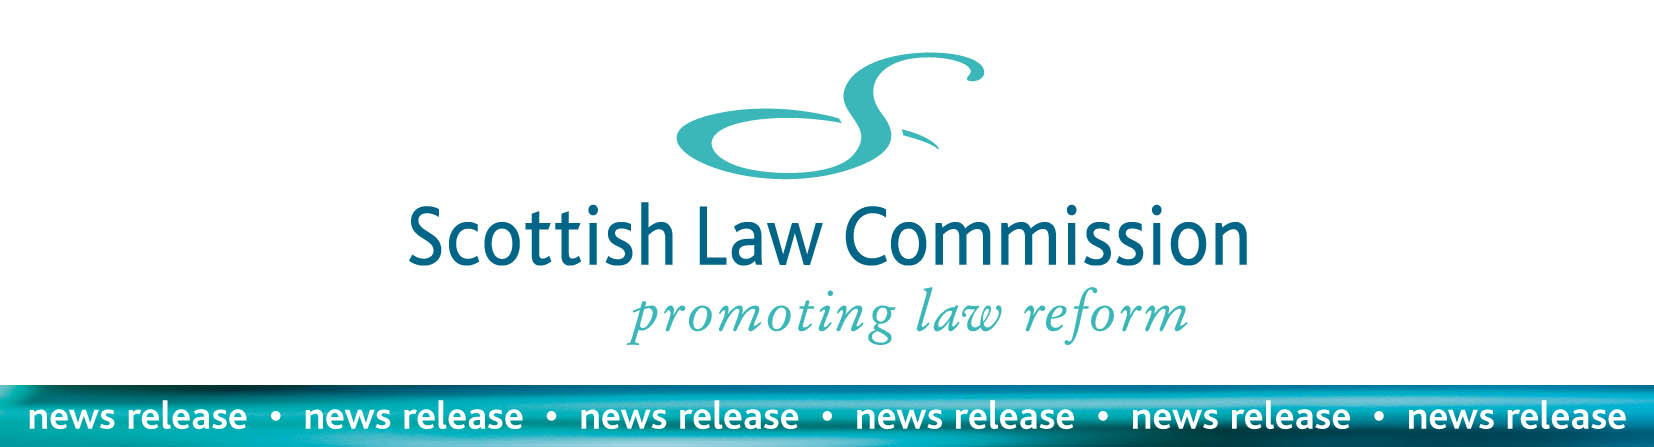 Scottish Law Commission
promoting law reform
news release • news release • news release • news release • news release • news release